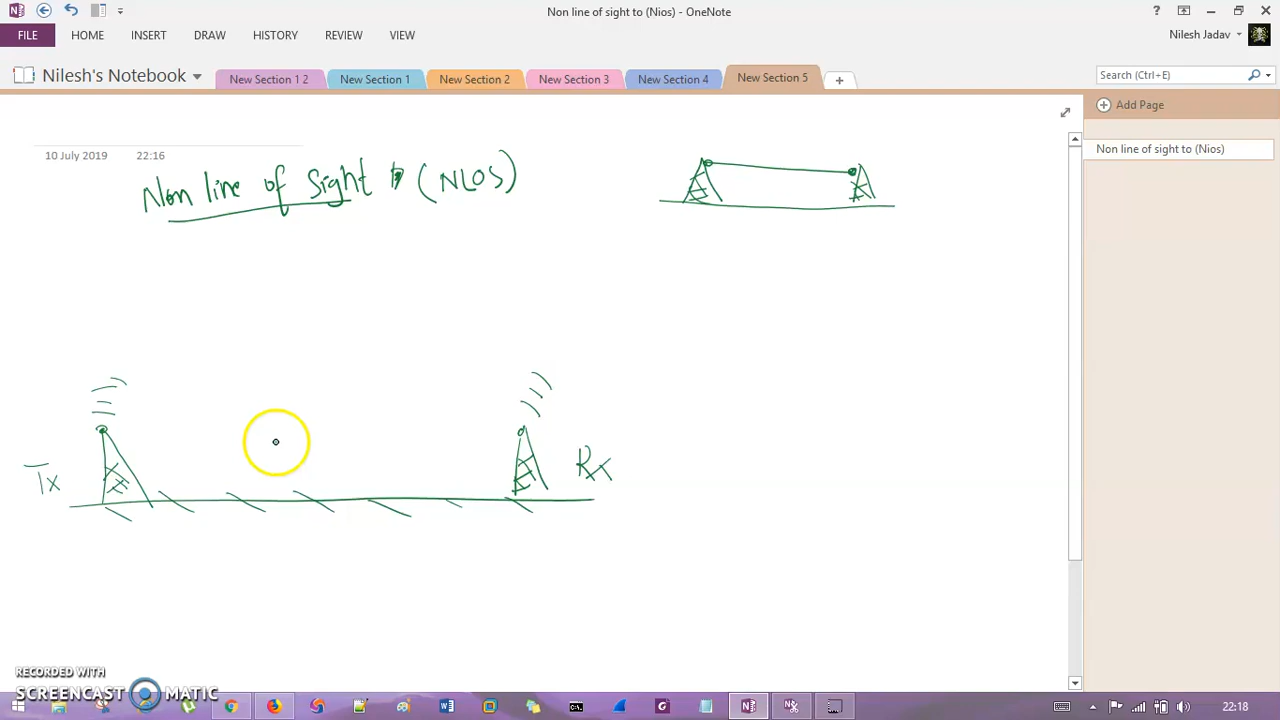 Non line of sight to (Nios) - OneNote
FILE HOME INSERT DRAW HISTORY REVIEW VIEW
Nilesh Jadav
Nilesh's Notebook
New Section 1 2 New Section 1 New Section 2 New Section 3 New Section 4 New Section 5
Search (Ctrl+E)
Add Page
Non line of sight to (Nios)
10 July 2019 22:16
Non line of sight (NLOS)
Tx
Rx
RECORDED WITH
SCREENCAST MATIC
22:18